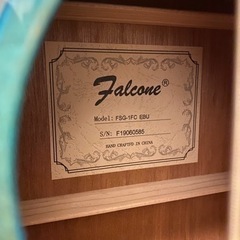 Falcone®
Model: FSG-1FC EBU
S/N: F19060585
HAND CRAFTED IN CHINA